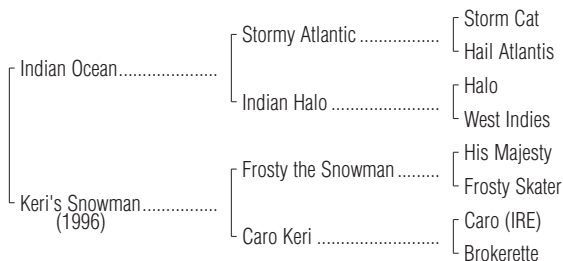 Storm Cat
Stormy Atlantic ..................
Hail Atlantis
Indian Ocean......................
Halo
Indian Halo ........................
West Indies
His Majesty
Frosty the Snowman .........
Frosty Skater
Keri's Snowman.................
(1996)
Caro (IRE)
Caro Keri ...........................
Brokerette